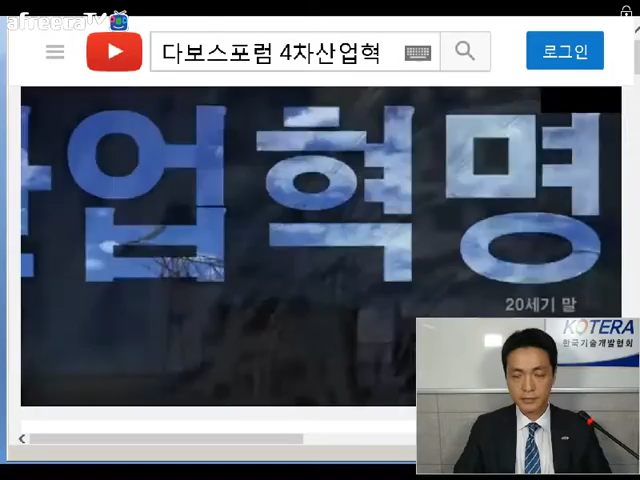 afreecaTV
다보스포럼 4차산업혁
로그인
산업혁명
20세기 말
KOTERA
한국기술개발협회